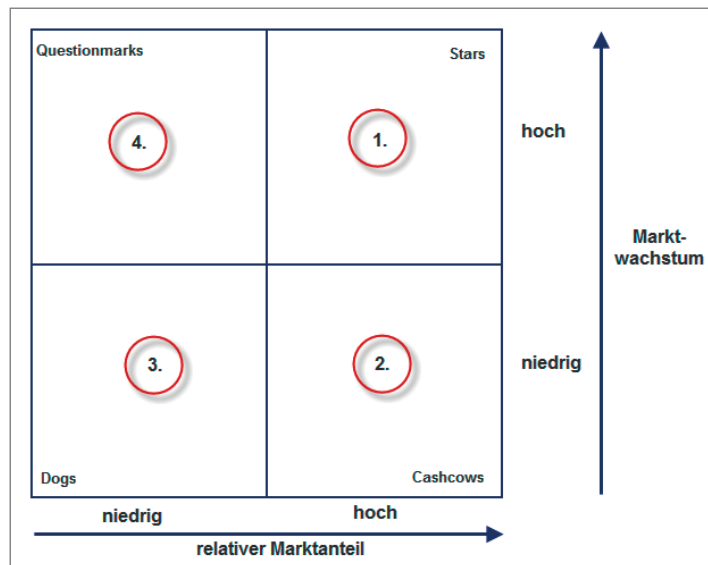 Questionmarks
Stars
4.
1.
hoch
Markt-
wachstum
3.
2.
niedrig
Dogs
Cashcows
niedrig
hoch
relativer Marktanteil